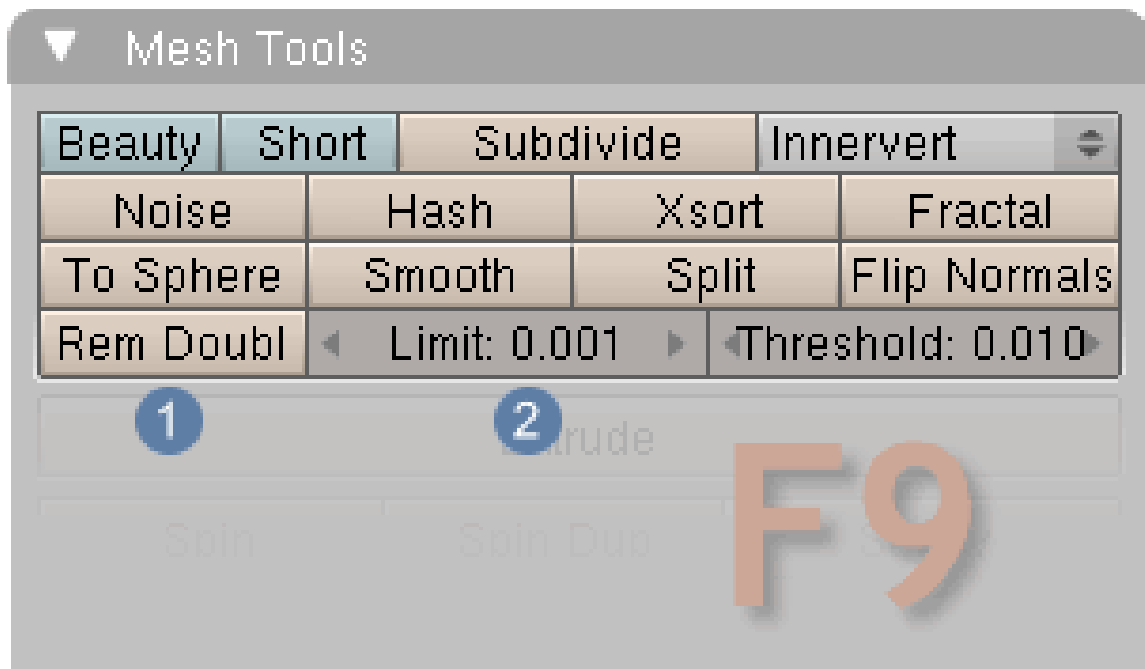 Mesh Tools
Beauty Short Subdivide Innervert
Noise Hash Xsort Fractal
To Sphere Smooth Split Flip Normals
Rem Doubl Limit: 0.001 Threshold: 0.010
1 2
F9
Spin Spin Dup